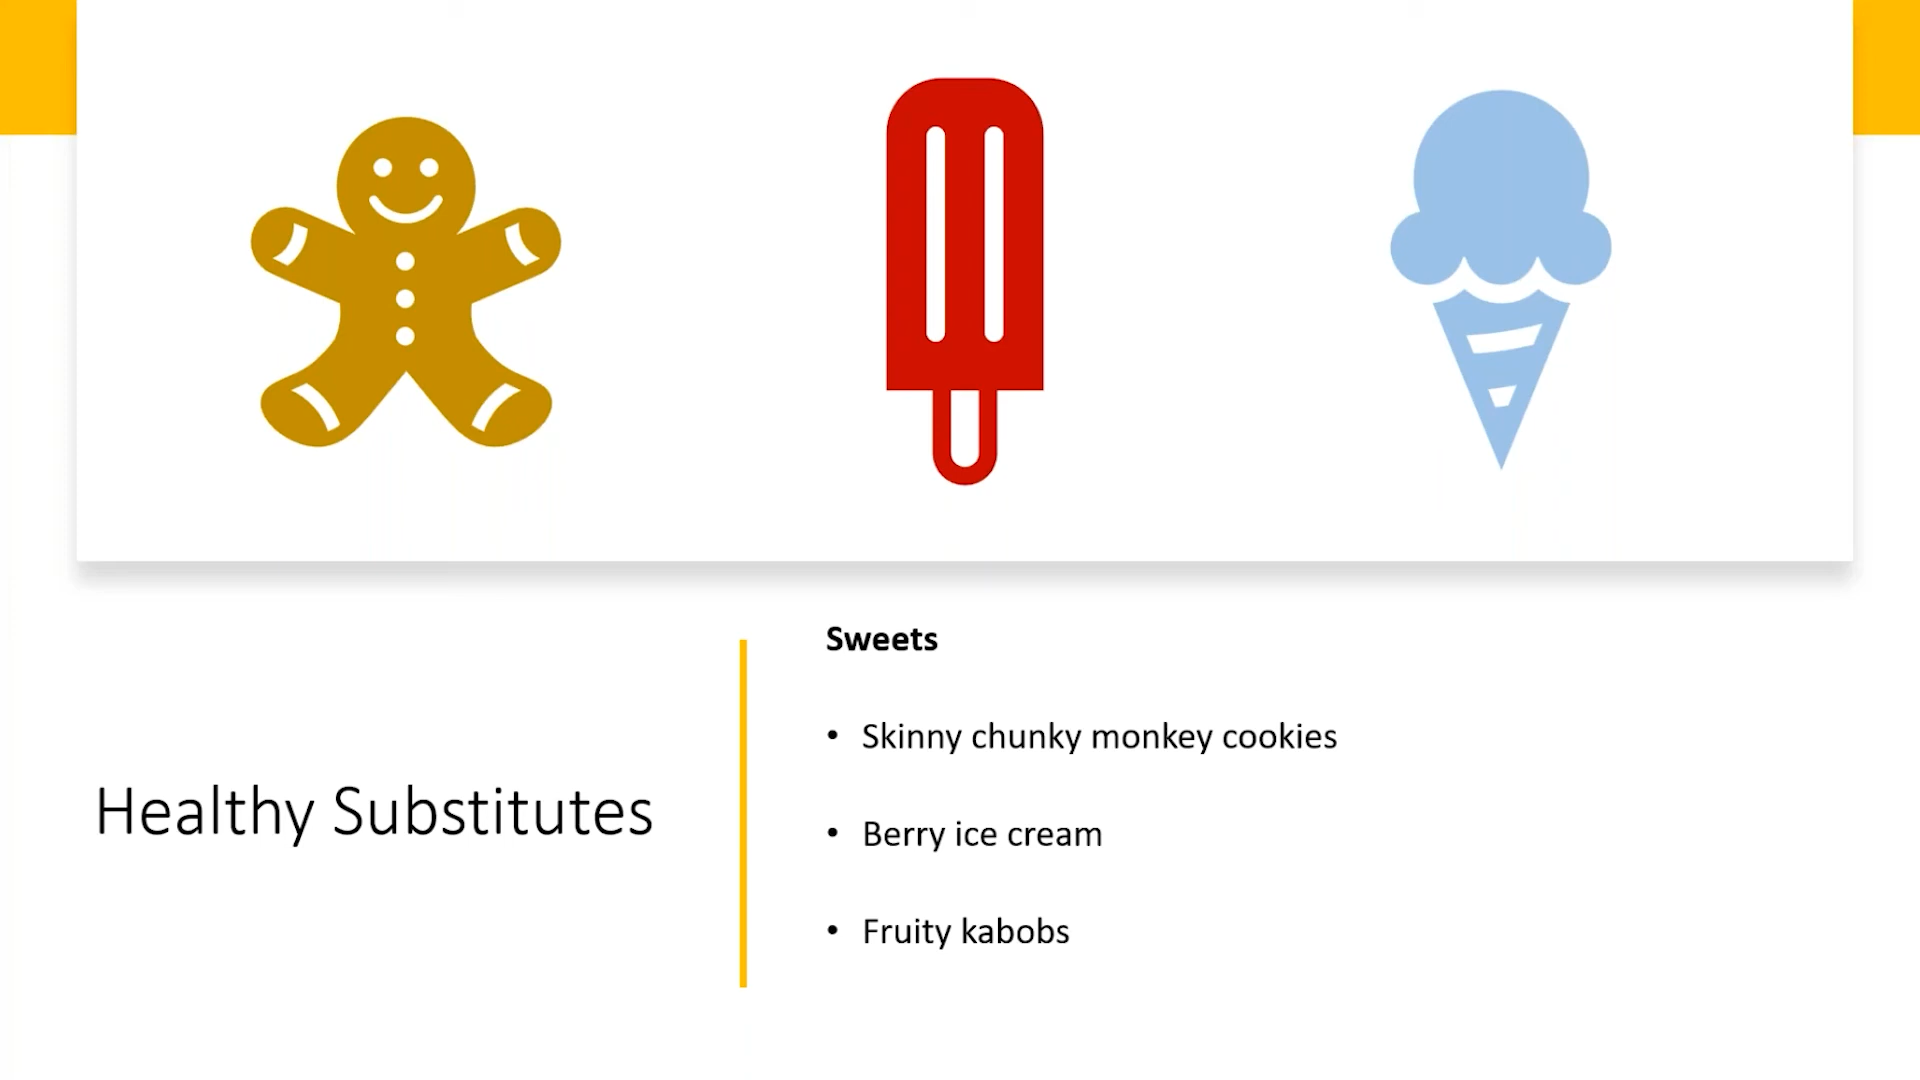 Healthy Substitutes
Sweets
• Skinny chunky monkey cookies
• Berry ice cream
• Fruity kabobs